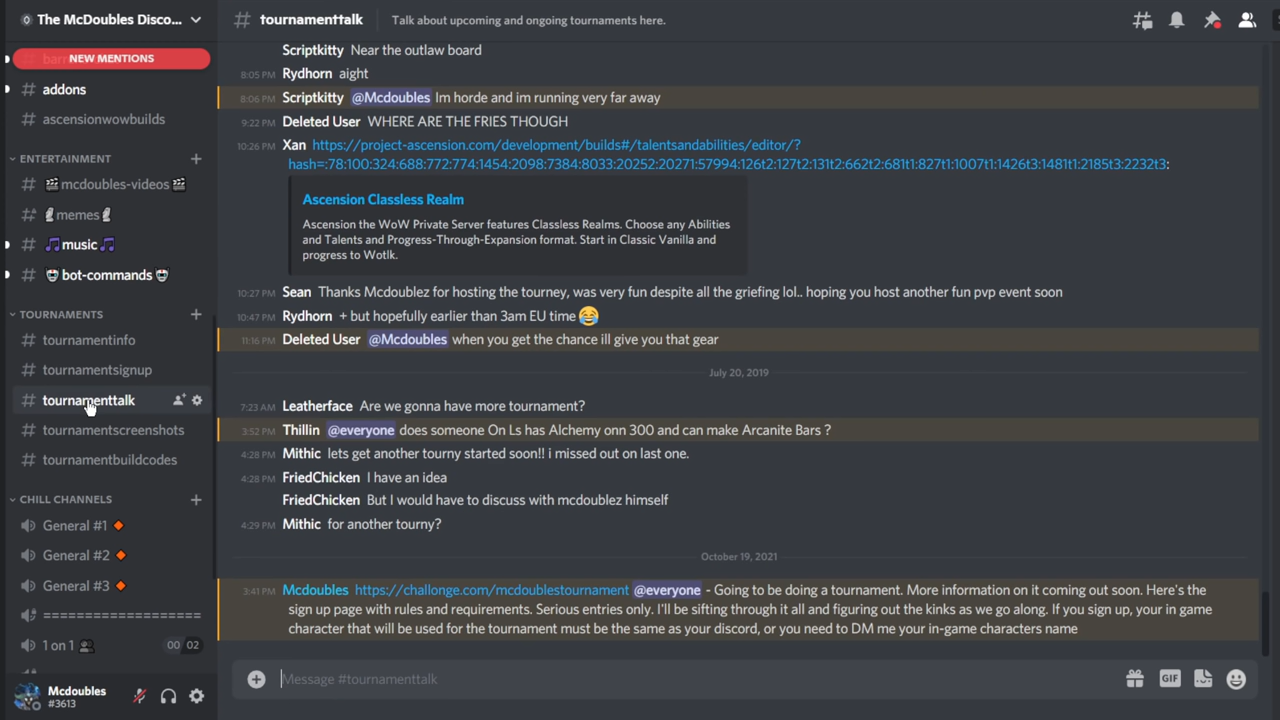 The McDoubles Disco...
NEW MENTIONS
addons
ascensionwowbuilds
ENTERTAINMENT
mcdoubles-videos
memes
music
bot-commands
TOURNAMENTS
tournamentinfo
tournamentsignup
tournamenttalk
tournamentscreenshots
tournamentbuildcodes
CHILL CHANNELS
General #1
General #2
General #3
==================
1 on 1 00 02
Mcdoubles
#3613
# tournamenttalk Talk about upcoming and ongoing tournaments here.
Scriptkitty Near the outlaw board
8:05 PM Rydhorn aight
8:06 PM Scriptkitty @Mcdoubles Im horde and im running very far away
9:22 PM Deleted User WHERE ARE THE FRIES THOUGH
10:26 PM Xan https://project-ascension.com/development/builds#/talentsandabilities/editor/?
hash=:78:100:324:688:772:774:1454:2098:7384:8033:20252:20271:57994:126t2:127t2:131t2:662t2:681t1:827t1:1007t1:1426t3:1481t1:2185t3:2232t3:
Ascension Classless Realm
Ascension the WoW Private Server features Classless Realms. Choose any Abilities
and Talents and Progress-Through-Expansion format. Start in Classic Vanilla and
progress to Wotlk.
10:27 PM Sean Thanks Mcdoublez for hosting the tourney, was very fun despite all the griefing lol.. hoping you host another fun pvp event soon
10:47 PM Rydhorn + but hopefully earlier than 3am EU time 😂
11:16 PM Deleted User @Mcdoubles when you get the chance ill give you that gear
July 20, 2019
7:23 AM Leatherface Are we gonna have more tournament?
3:52 PM Thillin @everyone does someone On Ls has Alchemy onn 300 and can make Arcanite Bars ?
4:28 PM Mithic lets get another tourny started soon!! i missed out on last one.
4:28 PM FriedChicken I have an idea
FriedChicken But I would have to discuss with mcdoublez himself
4:29 PM Mithic for another tourny?
October 19, 2021
3:41 PM Mcdoubles https://challonge.com/mcdoublestournament @everyone - Going to be doing a tournament. More information on it coming out soon. Here's the
sign up page with rules and requirements. Serious entries only. I'll be sifting through it all and figuring out the kinks as we go along. If you sign up, your in game
character that will be used for the tournament must be the same as your discord, or you need to DM me your in-game characters name
Message #tournamenttalk
GIF